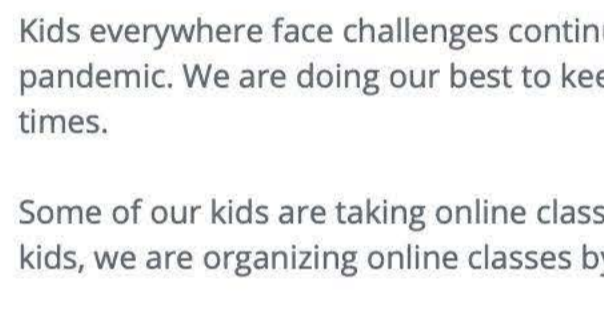 Kids everywhere face challenges contin
pandemic. We are doing our best to kee
times.
Some of our kids are taking online class
kids, we are organizing online classes by